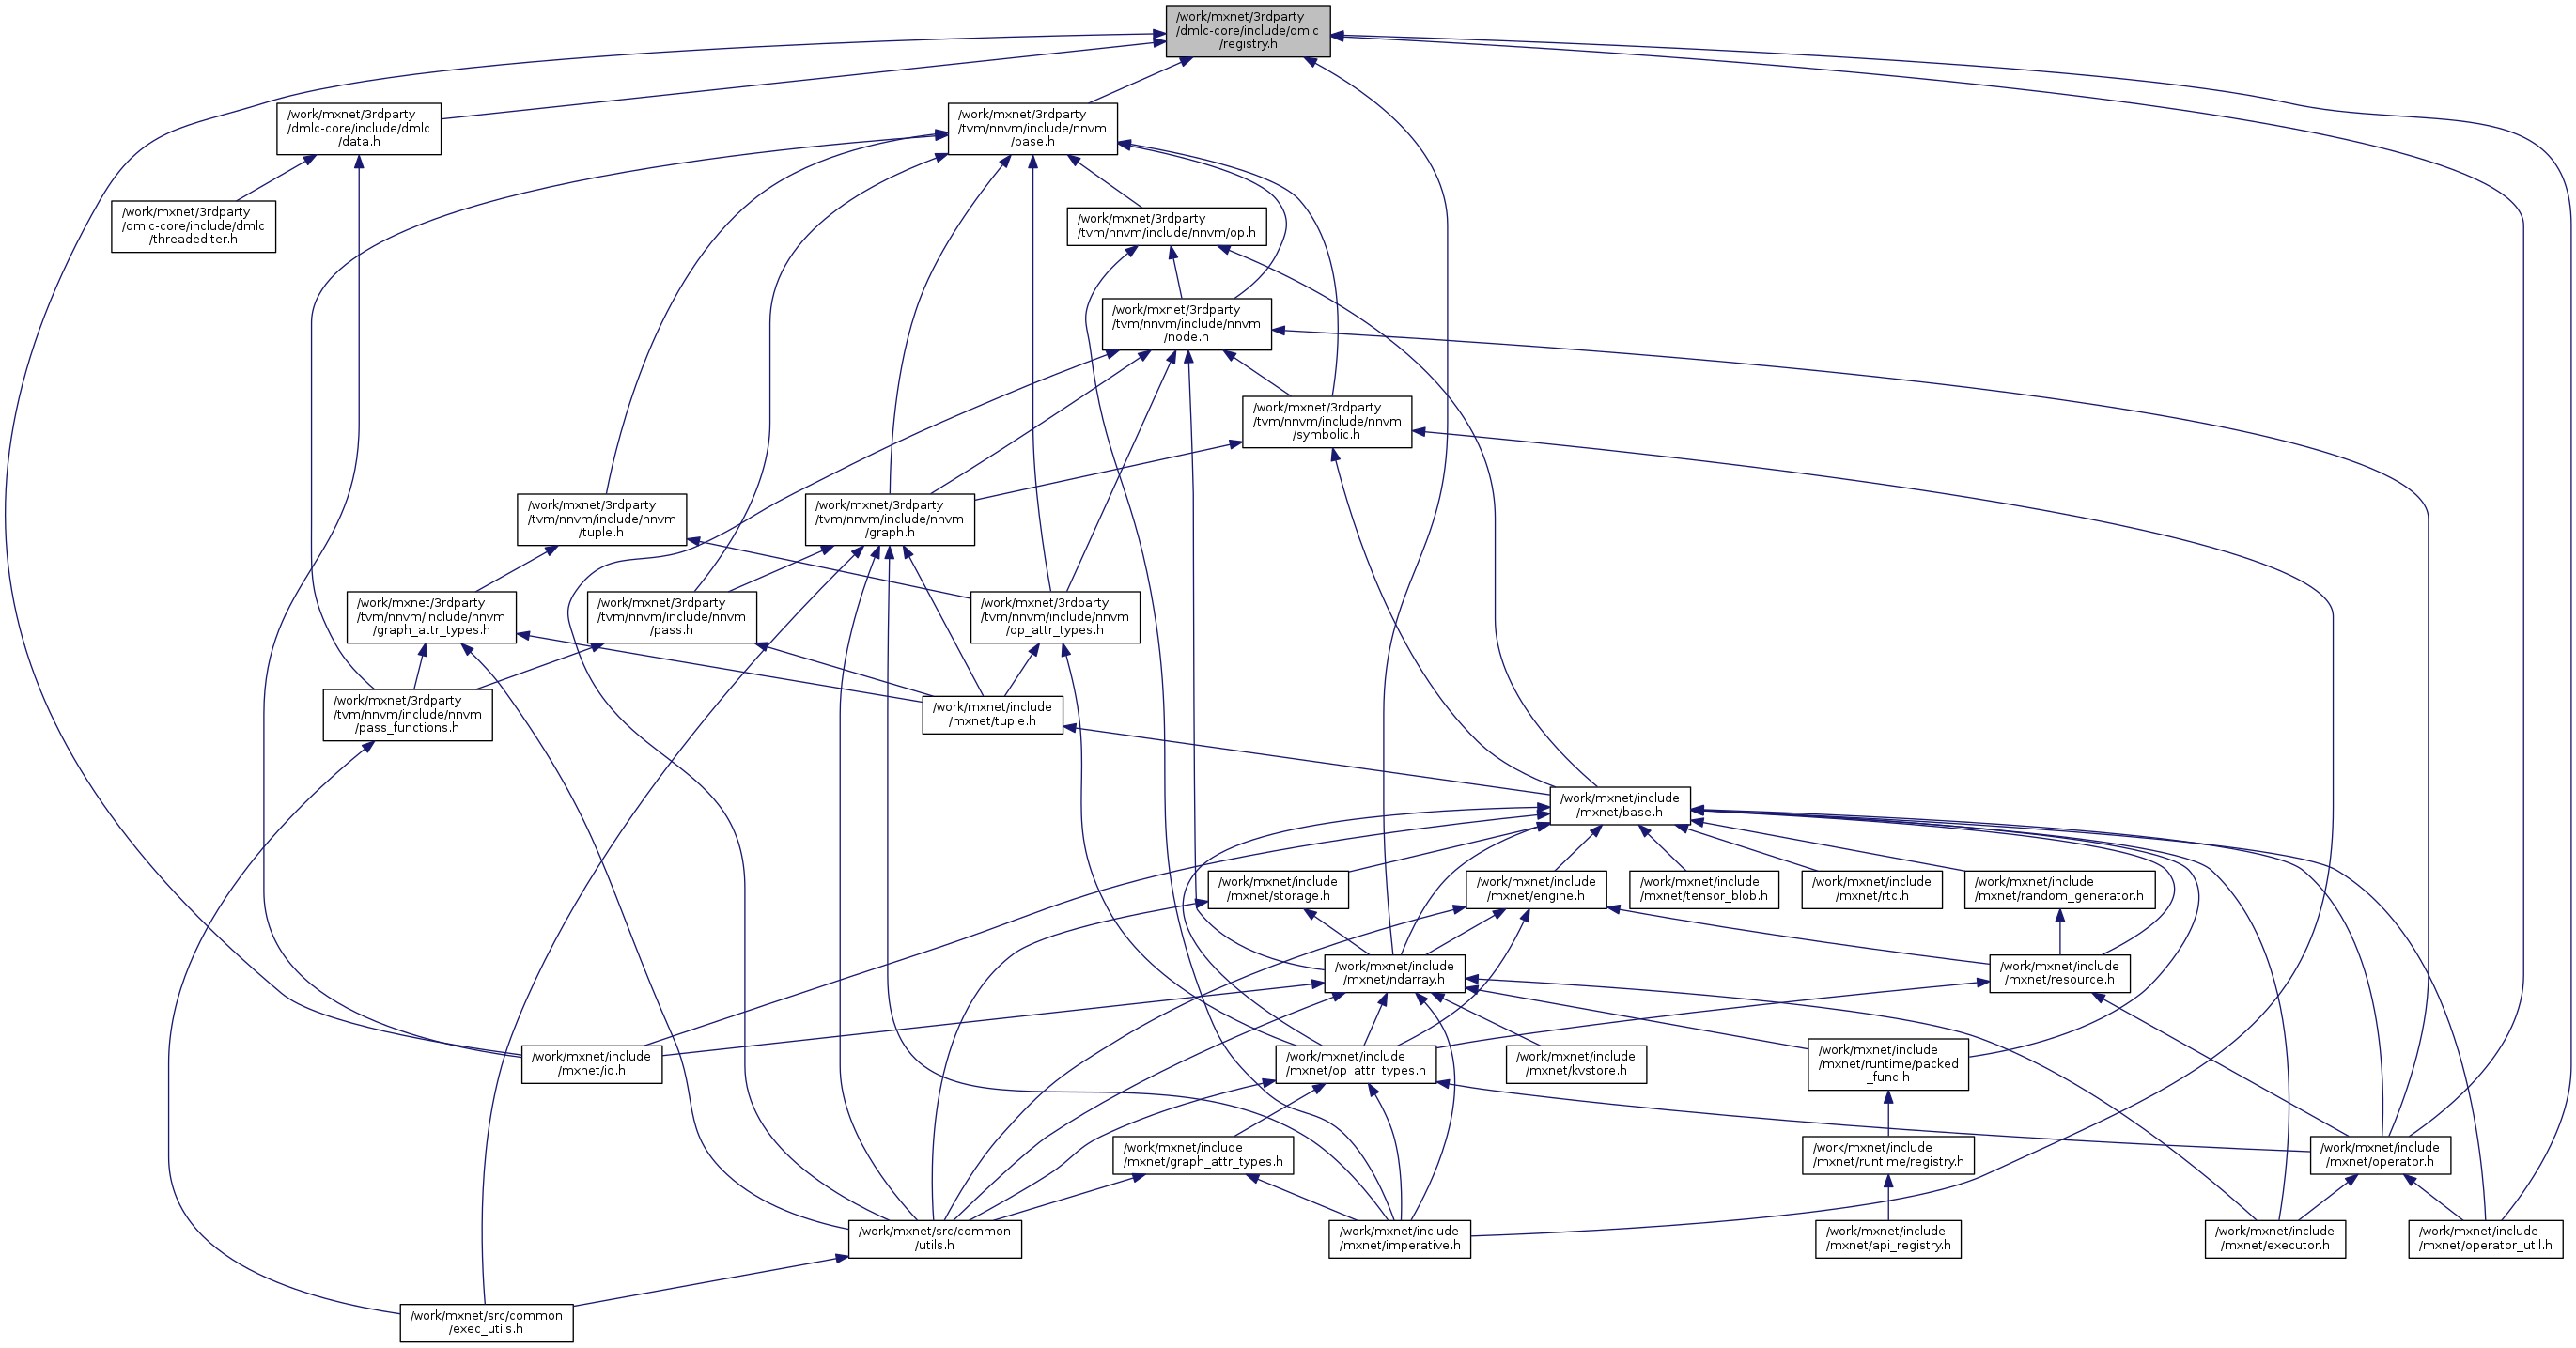 /work/mxnet/3rdparty
/dmlc-core/include/dmlc
/registry.h
/work/mxnet/3rdparty
/dmlc-core/include/dmlc
/data.h
/work/mxnet/3rdparty
/tvm/nnvm/include/nnvm
/base.h
/work/mxnet/3rdparty
/dmlc-core/include/dmlc
/threadediter.h
/work/mxnet/3rdparty
/tvm/nnvm/include/nnvm/op.h
/work/mxnet/3rdparty
/tvm/nnvm/include/nnvm
/node.h
/work/mxnet/3rdparty
/tvm/nnvm/include/nnvm
/symbolic.h
/work/mxnet/3rdparty
/tvm/nnvm/include/nnvm
/tuple.h
/work/mxnet/3rdparty
/tvm/nnvm/include/nnvm
/graph.h
/work/mxnet/3rdparty
/tvm/nnvm/include/nnvm
/graph_attr_types.h
/work/mxnet/3rdparty
/tvm/nnvm/include/nnvm
/pass.h
/work/mxnet/3rdparty
/tvm/nnvm/include/nnvm
/op_attr_types.h
/work/mxnet/3rdparty
/tvm/nnvm/include/nnvm
/pass_functions.h
/work/mxnet/include
/mxnet/tuple.h
/work/mxnet/include
/mxnet/base.h
/work/mxnet/include
/mxnet/storage.h
/work/mxnet/include
/mxnet/engine.h
/work/mxnet/include
/mxnet/tensor_blob.h
/work/mxnet/include
/mxnet/rtc.h
/work/mxnet/include
/mxnet/random_generator.h
/work/mxnet/include
/mxnet/ndarray.h
/work/mxnet/include
/mxnet/resource.h
/work/mxnet/include
/mxnet/io.h
/work/mxnet/include
/mxnet/op_attr_types.h
/work/mxnet/include
/mxnet/kvstore.h
/work/mxnet/include
/mxnet/runtime/packed
_func.h
/work/mxnet/include
/mxnet/graph_attr_types.h
/work/mxnet/include
/mxnet/runtime/registry.h
/work/mxnet/include
/mxnet/operator.h
/work/mxnet/src/common
/utils.h
/work/mxnet/include
/mxnet/imperative.h
/work/mxnet/include
/mxnet/api_registry.h
/work/mxnet/include
/mxnet/executor.h
/work/mxnet/include
/mxnet/operator_util.h
/work/mxnet/src/common
/exec_utils.h